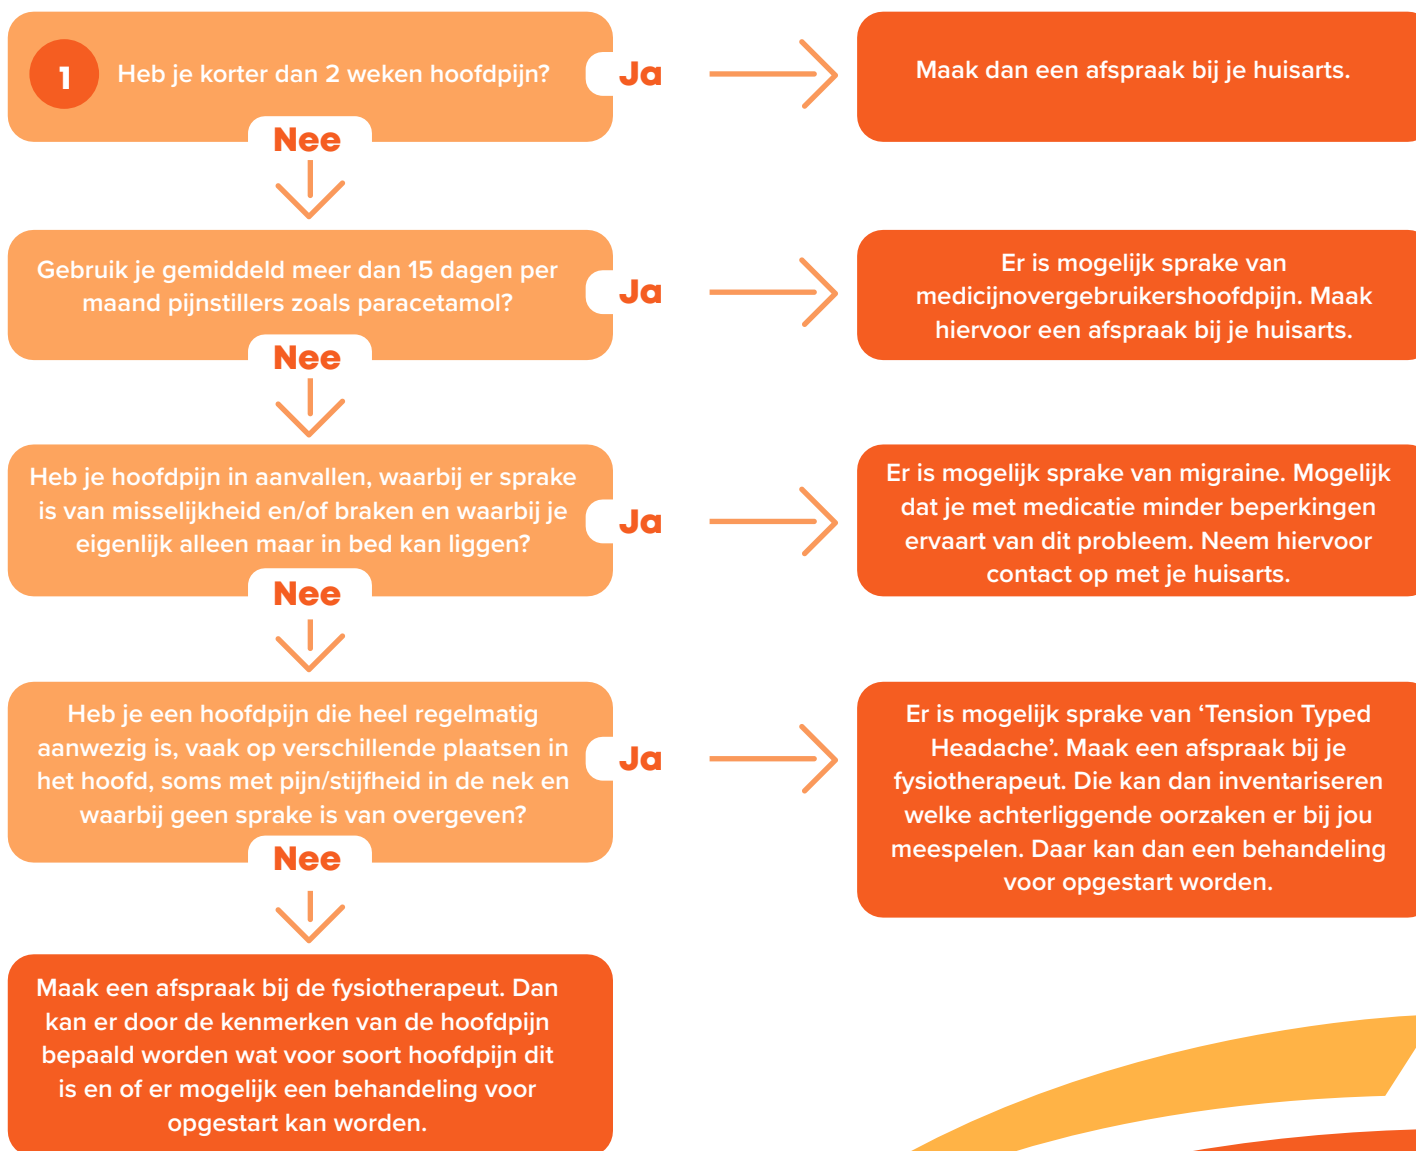 1
Heb je korter dan 2 weken hoofdpijn?
Ja
Maak dan een afspraak bij je huisarts.
Nee
Gebruik je gemiddeld meer dan 15 dagen per
maand pijnstillers zoals paracetamol?
Ja
Er is mogelijk sprake van
medicijnovergebruikershoofdpijn. Maak
hiervoor een afspraak bij je huisarts.
Nee
Heb je hoofdpijn in aanvallen, waarbij er sprake
is van misselijkheid en/of braken en waarbij je
eigenlijk alleen maar in bed kan liggen?
Ja
Er is mogelijk sprake van migraine. Mogelijk
dat je met medicatie minder beperkingen
ervaart van dit probleem. Neem hiervoor
contact op met je huisarts.
Nee
Heb je een hoofdpijn die heel regelmatig
aanwezig is, vaak op verschillende plaatsen in
het hoofd, soms met pijn/stijfheid in de nek en
waarbij geen sprake is van overgeven?
Ja
Er is mogelijk sprake van ‘Tension Typed
Headache’. Maak een afspraak bij je
fysiotherapeut. Die kan dan inventariseren
welke achterliggende oorzaken er bij jou
meespelen. Daar kan dan een behandeling
voor opgestart worden.
Nee
Maak een afspraak bij de fysiotherapeut. Dan
kan er door de kenmerken van de hoofdpijn
bepaald worden wat voor soort hoofdpijn dit
is en of er mogelijk een behandeling voor
opgestart kan worden.